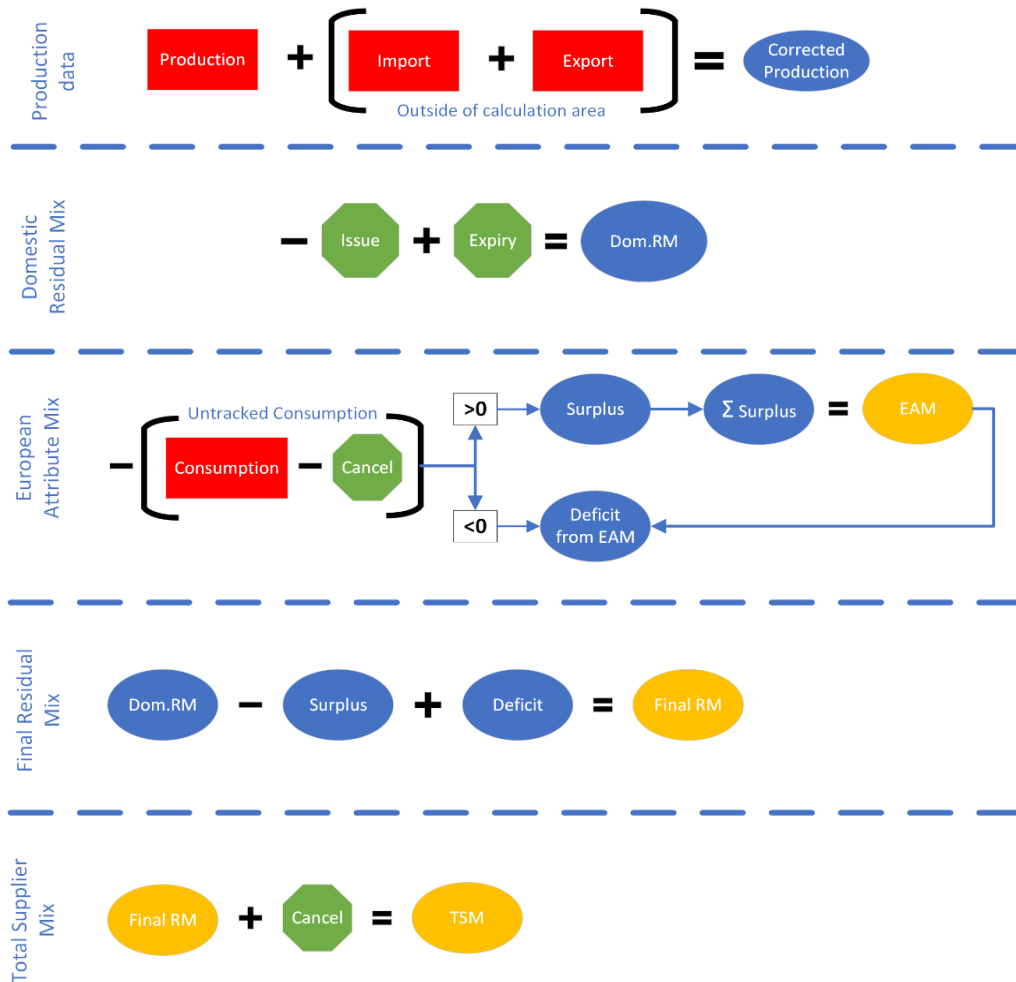 Production
data
Production + ( Import + Export ) = Corrected
Production
Outside of calculation area
Domestic
Residual Mix
− Issue + Expiry = Dom.RM
European
Attribute Mix
Untracked Consumption
− ( Consumption − Cancel )
>0
Surplus
Σ Surplus = EAM
<0
Deficit
from EAM
Final Residual
Mix
Dom.RM − Surplus + Deficit = Final RM
Total Supplier
Mix
Final RM + Cancel = TSM